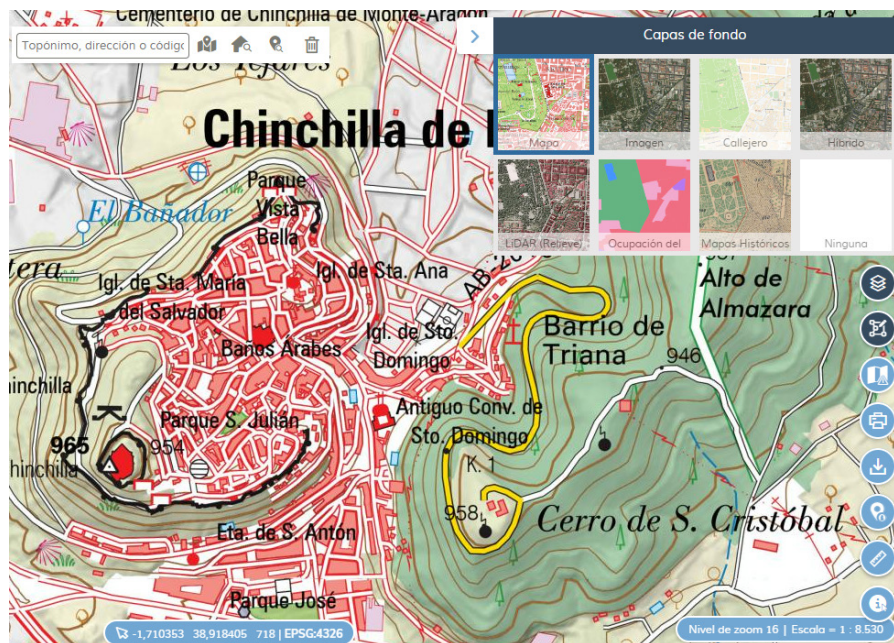 Cementerio de Chinchilla de Monte-Aragón
Topónimo, dirección o código
Capas de fondo
Los Tejares
Mapa
Imagen
Callejero
Híbrido
Chinchilla de
LiDAR (Relieve)
Ocupación del
Mapas Históricos
Ninguna
Parque
Vista
Bella
El Bañador
Igl. de Sta. Ana
AB-20
Igl. de Sta. María
del Salvador
Alto de
Almazara
Igl. de Sto.
Domingo
Barrio de
Triana
Baños Árabes
946
Parque S. Julián
Antiguo Conv. de
Sto. Domingo
965
954
K. 1
958
Cerro de S. Cristóbal
Eta. de S. Antón
Parque José
-1,710353 38,918405 718 | EPSG:4326
Nivel de zoom 16 | Escala = 1 : 8.530